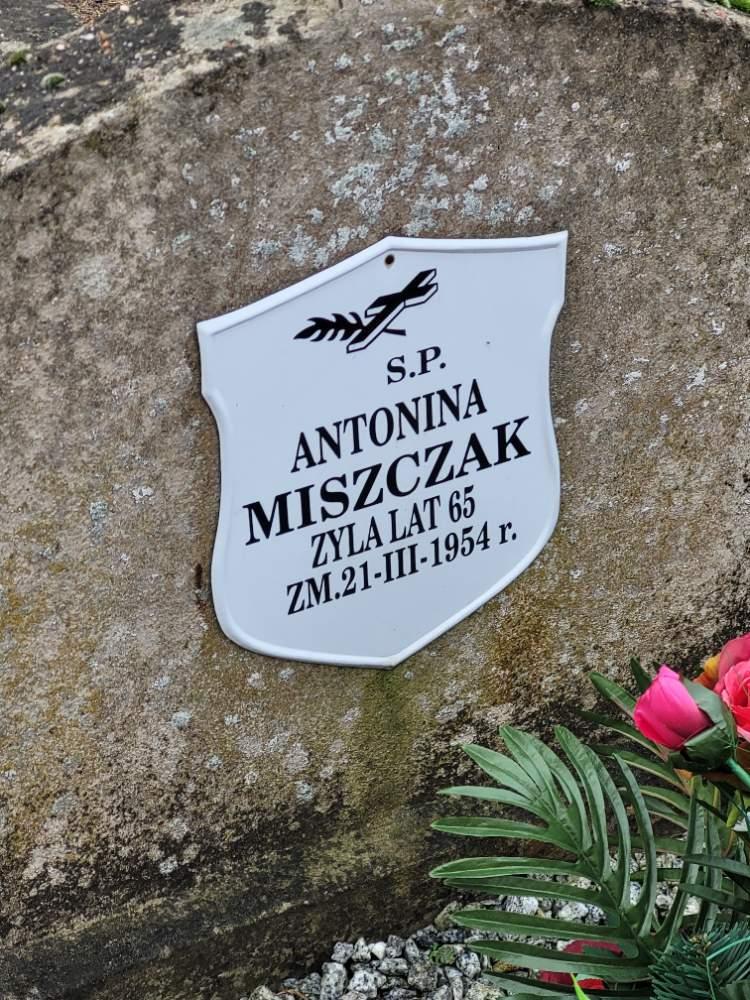 S.P.
ANTONINA
MISZCZAK
ZYLA LAT 65
ZM.21-III-1954 r.